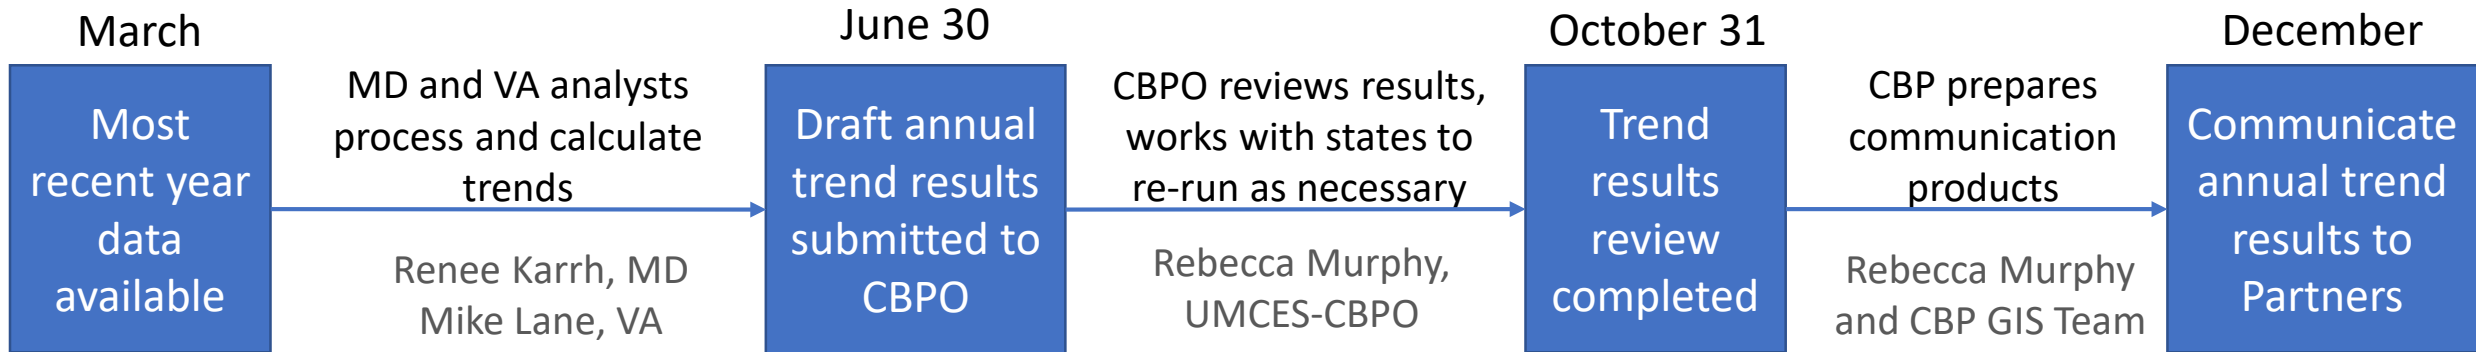 March
Most
recent year
data
available
MD and VA analysts
process and calculate
trends
Renee Karrh, MD
Mike Lane, VA
June 30
Draft annual
trend results
submitted to
CBPO
CBPO reviews results,
works with states to
re-run as necessary
Rebecca Murphy,
UMCES-CBPO
October 31
Trend
results
review
completed
CBP prepares
communication
products
Rebecca Murphy
and CBP GIS Team
December
Communicate
annual trend
results to
Partners